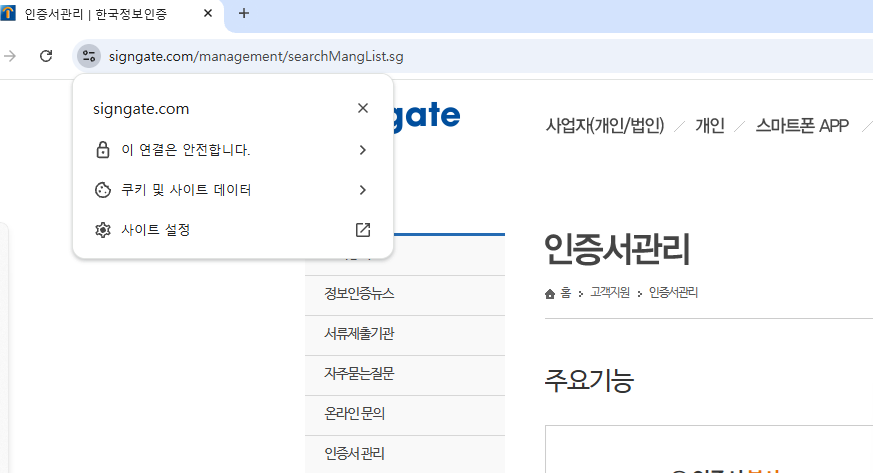 인증서관리 | 한국정보인증
signgate.com/management/searchMangList.sg
signgate.com
이 연결은 안전합니다.
쿠키 및 사이트 데이터
사이트 설정
gate
사업자(개인/법인)
개인
스마트폰 APP
정보인증뉴스
서류제출기관
자주묻는질문
온라인 문의
인증서 관리
인증서관리
홈 고객지원 인증서관리
주요기능